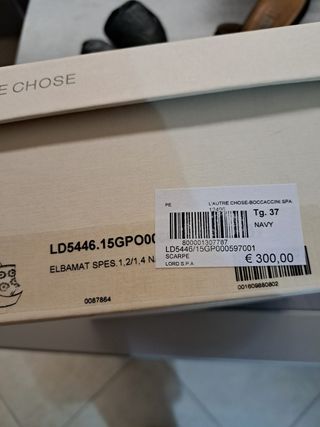 E CHOSE
PE L'AUTRE CHOSE-BOCCACCINI SPA
Tg. 37
NAVY
800001307787
LD5446/15GP000597001
SCARPE
€ 300,00
LORD S.P.A
LD5446.15GPO00
ELBAMAT SPES.1,2/1,4 N
0087864
001609880802